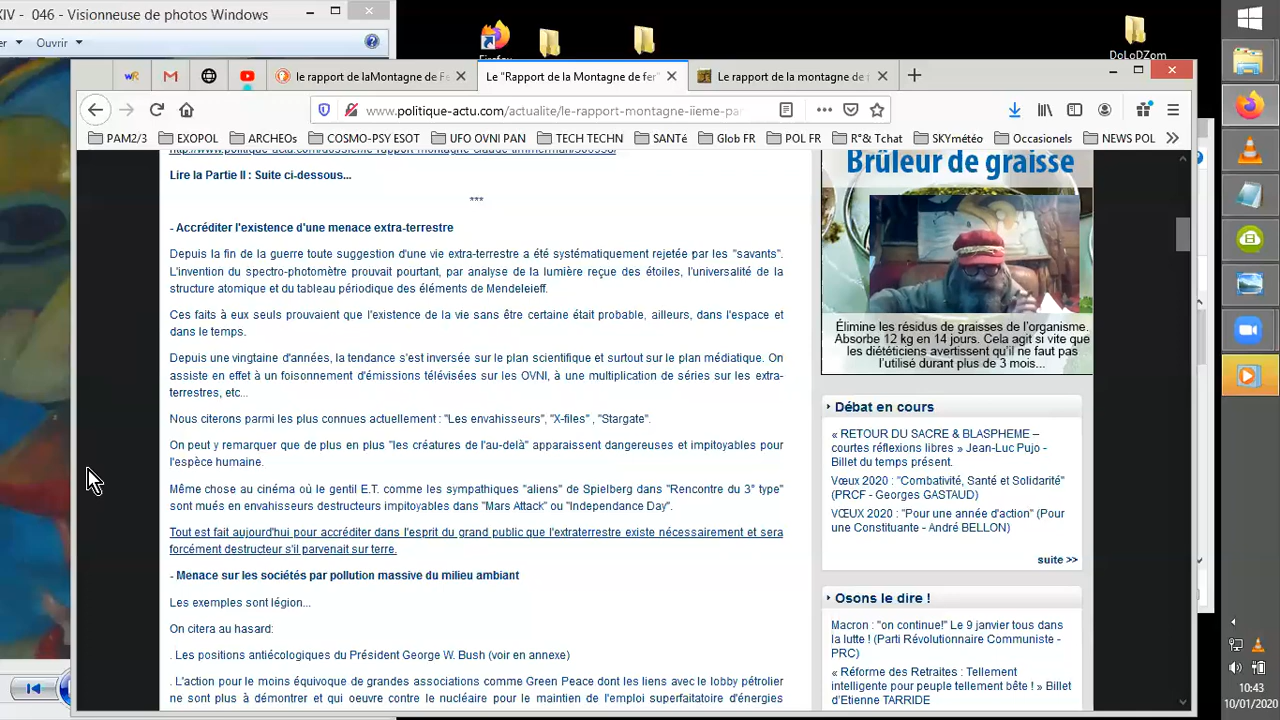 XIV - 046 - Visionneuse de photos Windows
Ouvrir
Firefox
DoLoDZom
le rapport de laMontagne de Fe
Le "Rapport de la Montagne de fer"
Le rapport de la montagne de
www.politique-actu.com/actualite/le-rapport-montagne-iieme-pa
PAM2/3
EXOPOL
ARCHEOs
COSMO-PSY ESOT
UFO OVNI PAN
TECH TECHN
SANTé
Glob FR
POL FR
R°& Tchat
SKYmétéo
Occasionels
NEWS POL
Lire la Partie II : Suite ci-dessous...
***
- Accréditer l'existence d'une menace extra-terrestre
Depuis la fin de la guerre toute suggestion d'une vie extra-terrestre a été systématiquement rejetée par les "savants".
L'invention du spectro-photomètre prouvait pourtant, par analyse de la lumière reçue des étoiles, l'universalité de la
structure atomique et du tableau périodique des éléments de Mendeleieff.
Ces faits à eux seuls prouvaient que l'existence de la vie sans être certaine était probable, ailleurs, dans l'espace et
dans le temps.
Depuis une vingtaine d'années, la tendance s'est inversée sur le plan scientifique et surtout sur le plan médiatique. On
assiste en effet à un foisonnement d'émissions télévisées sur les OVNI, à une multiplication de séries sur les extra-
terrestres, etc...
Nous citerons parmi les plus connues actuellement : "Les envahisseurs", "X-files" , "Stargate".
On peut y remarquer que de plus en plus "les créatures de l'au-delà" apparaissent dangereuses et impitoyables pour
l'espèce humaine.
Même chose au cinéma où le gentil E.T. comme les sympathiques "aliens" de Spielberg dans "Rencontre du 3° type"
sont mués en envahisseurs destructeurs impitoyables dans "Mars Attack" ou "Independance Day".
Tout est fait aujourd'hui pour accréditer dans l'esprit du grand public que l'extraterrestre existe nécessairement et sera
forcément destructeur s'il parvenait sur terre.
- Menace sur les sociétés par pollution massive du milieu ambiant
Les exemples sont légion...
On citera au hasard:
. Les positions antiécologiques du Président George W. Bush (voir en annexe)
. L'action pour le moins équivoque de grandes associations comme Green Peace dont les liens avec le lobby pétrolier
ne sont plus à démontrer et qui oeuvre contre le nucléaire pour le maintien de l'emploi superfaitatoire d'énergies
Brûleur de graisse
Élimine les résidus de graisses de l'organisme.
Absorbe 12 kg en 14 jours. Cela agit si vite que
les diététiciens avertissent qu'il ne faut pas
l'utilisé durant plus de 3 mois...
Débat en cours
« RETOUR DU SACRE & BLASPHEME –
courtes réflexions libres » Jean-Luc Pujo -
Billet du temps présent.
Vœux 2020 : "Combativité, Santé et Solidarité"
(PRCF - Georges GASTAUD)
VŒUX 2020 : "Pour une année d'action" (Pour
une Constituante - André BELLON)
suite >>
Osons le dire !
Macron : "on continue!" Le 9 janvier tous dans
la lutte ! (Parti Révolutionnaire Communiste -
PRC)
« Réforme des Retraites : Tellement
intelligente pour peuple tellement bête ! » Billet
d'Etienne TARRIDE
10:43
10/01/2020